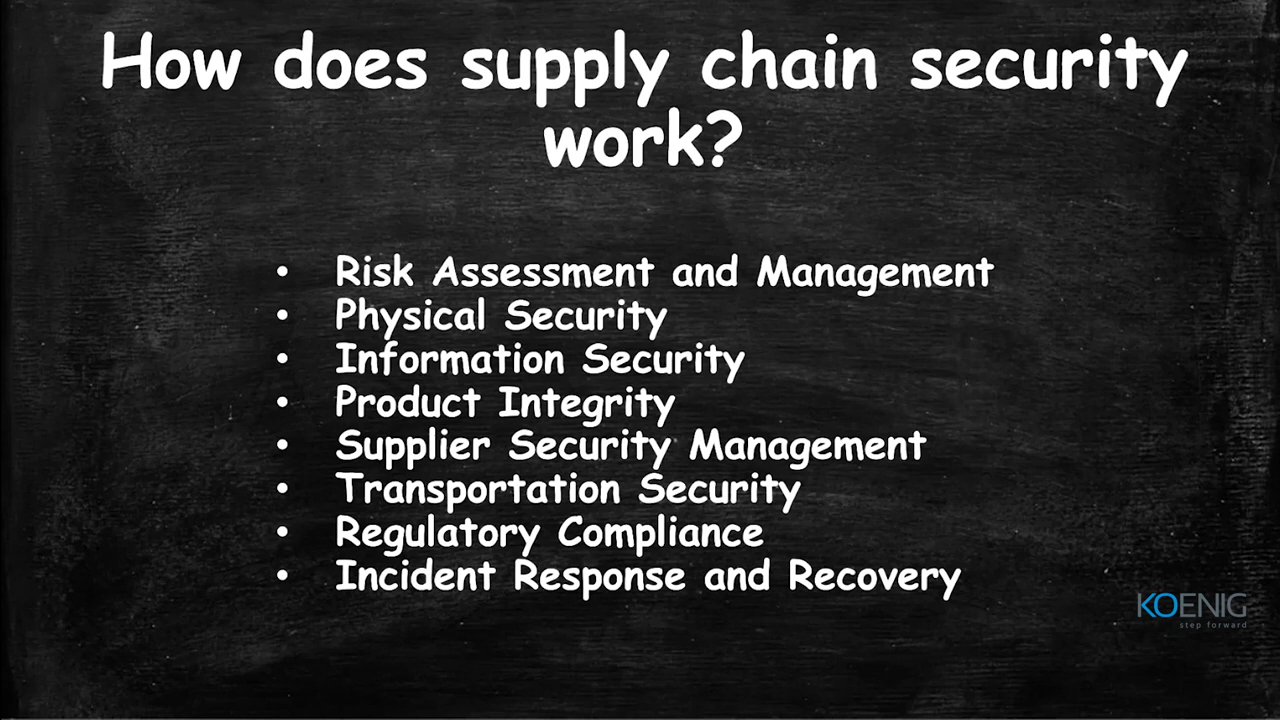 How does supply chain security
work?
• Risk Assessment and Management
• Physical Security
• Information Security
• Product Integrity
• Supplier Security Management
• Transportation Security
• Regulatory Compliance
• Incident Response and Recovery
KOENIG
step forward